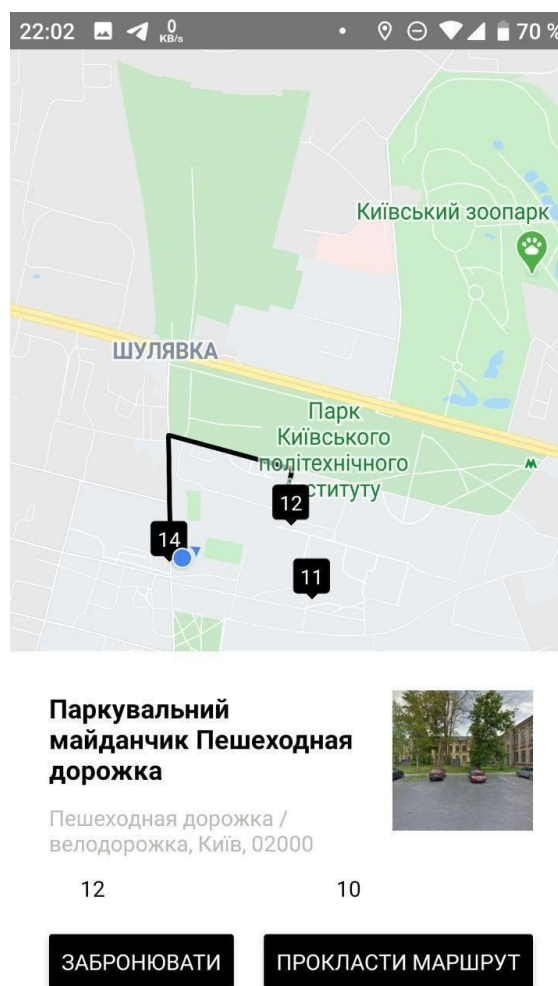 22:02
0
KB/s
70 %
Київський зоопарк
ШУЛЯВКА
Парк
Київського
політехнічного
ституту
12
14
11
Паркувальний
майданчик Пешеходная
дорожка
Пешеходная дорожка /
велодорожка, Київ, 02000
12 10
ЗАБРОНЮВАТИ ПРОКЛАСТИ МАРШРУТ